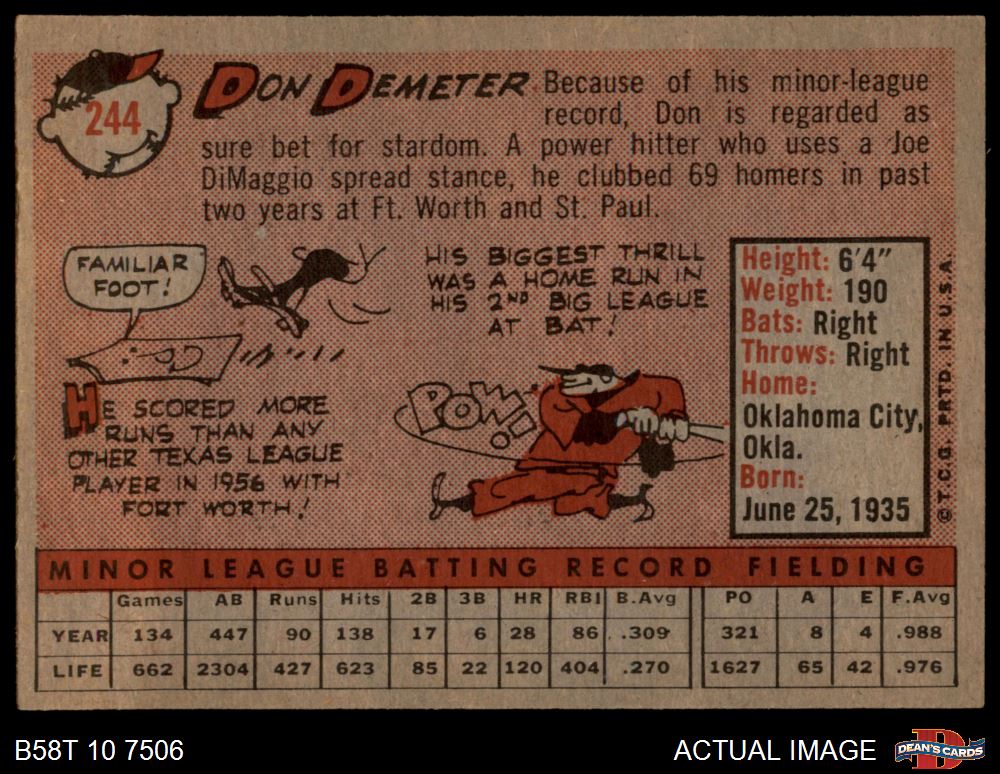 244
DON DEMETER Because of his minor-league
record, Don is regarded as
sure bet for stardom. A power hitter who uses a Joe
DiMaggio spread stance, he clubbed 69 homers in past
two years at Ft. Worth and St. Paul.
FAMILIAR
FOOT!
HE SCORED MORE
RUNS THAN ANY
OTHER TEXAS LEAGUE
PLAYER IN 1956 WITH
FORT WORTH!
HIS BIGGEST THRILL
WAS A HOME RUN IN
HIS 2ND BIG LEAGUE
AT BAT!
POW!
Height: 6'4"
Weight: 190
Bats: Right
Throws: Right
Home:
Oklahoma City,
Okla.
Born:
June 25, 1935
© T.C.G. PRTD. IN U.S.A.
MINOR LEAGUE BATTING RECORD FIELDING
Games AB Runs Hits 2B 3B HR RBI B.Avg PO A E F.Avg
YEAR 134 447 90 138 17 6 28 86 .309 321 8 4 .988
LIFE 662 2304 427 623 85 22 120 404 .270 1627 65 42 .976
B58T 10 7506
ACTUAL IMAGE
DEAN'S CARDS